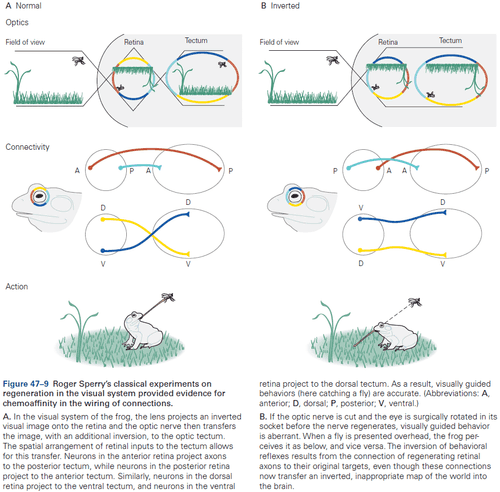 A Normal
Optics
Field of view
Retina
Tectum
B Inverted
Field of view
Retina
Tectum
Connectivity
A
P
A
P
D
D
V
V
P
A
A
P
V
D
D
V
Action
Figure 47–9 Roger Sperry's classical experiments on
regeneration in the visual system provided evidence for
chemoaffinity in the wiring of connections.
A. In the visual system of the frog, the lens projects an inverted
visual image onto the retina and the optic nerve then transfers
the image, with an additional inversion, to the optic tectum.
The spatial arrangement of retinal inputs to the tectum allows
for this transfer. Neurons in the anterior retina project axons
to the posterior tectum, while neurons in the posterior retina
project to the anterior tectum. Similarly, neurons in the dorsal
retina project to the ventral tectum, and neurons in the ventral
retina project to the dorsal tectum. As a result, visually guided
behaviors (here catching a fly) are accurate. (Abbreviations: A,
anterior; D, dorsal; P, posterior; V, ventral.)
B. If the optic nerve is cut and the eye is surgically rotated in its
socket before the nerve regenerates, visually guided behavior
is aberrant. When a fly is presented overhead, the frog per-
ceives it as below, and vice versa. The inversion of behavioral
reflexes results from the connection of regenerating retinal
axons to their original targets, even though these connections
now transfer an inverted, inappropriate map of the world into
the brain.